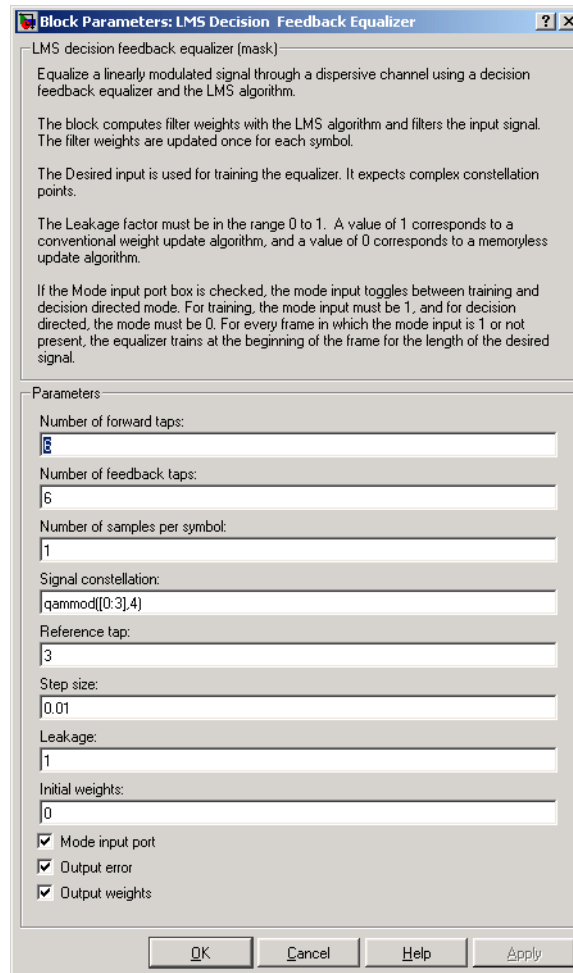 Block Parameters: LMS Decision Feedback Equalizer
LMS decision feedback equalizer (mask)
Equalize a linearly modulated signal through a dispersive channel using a decision
feedback equalizer and the LMS algorithm.
The block computes filter weights with the LMS algorithm and filters the input signal.
The filter weights are updated once for each symbol.
The Desired input is used for training the equalizer. It expects complex constellation
points.
The Leakage factor must be in the range 0 to 1. A value of 1 corresponds to a
conventional weight update algorithm, and a value of 0 corresponds to a memoryless
update algorithm.
If the Mode input port box is checked, the mode input toggles between training and
decision directed mode. For training, the mode input must be 1, and for decision
directed, the mode must be 0. For every frame in which the mode input is 1 or not
present, the equalizer trains at the beginning of the frame for the length of the desired
signal.
Parameters
Number of forward taps:
6
Number of feedback taps:
6
Number of samples per symbol:
1
Signal constellation:
qammod([0:3],4)
Reference tap:
3
Step size:
0.01
Leakage:
1
Initial weights:
0
Mode input port
Output error
Output weights
OK Cancel Help Apply